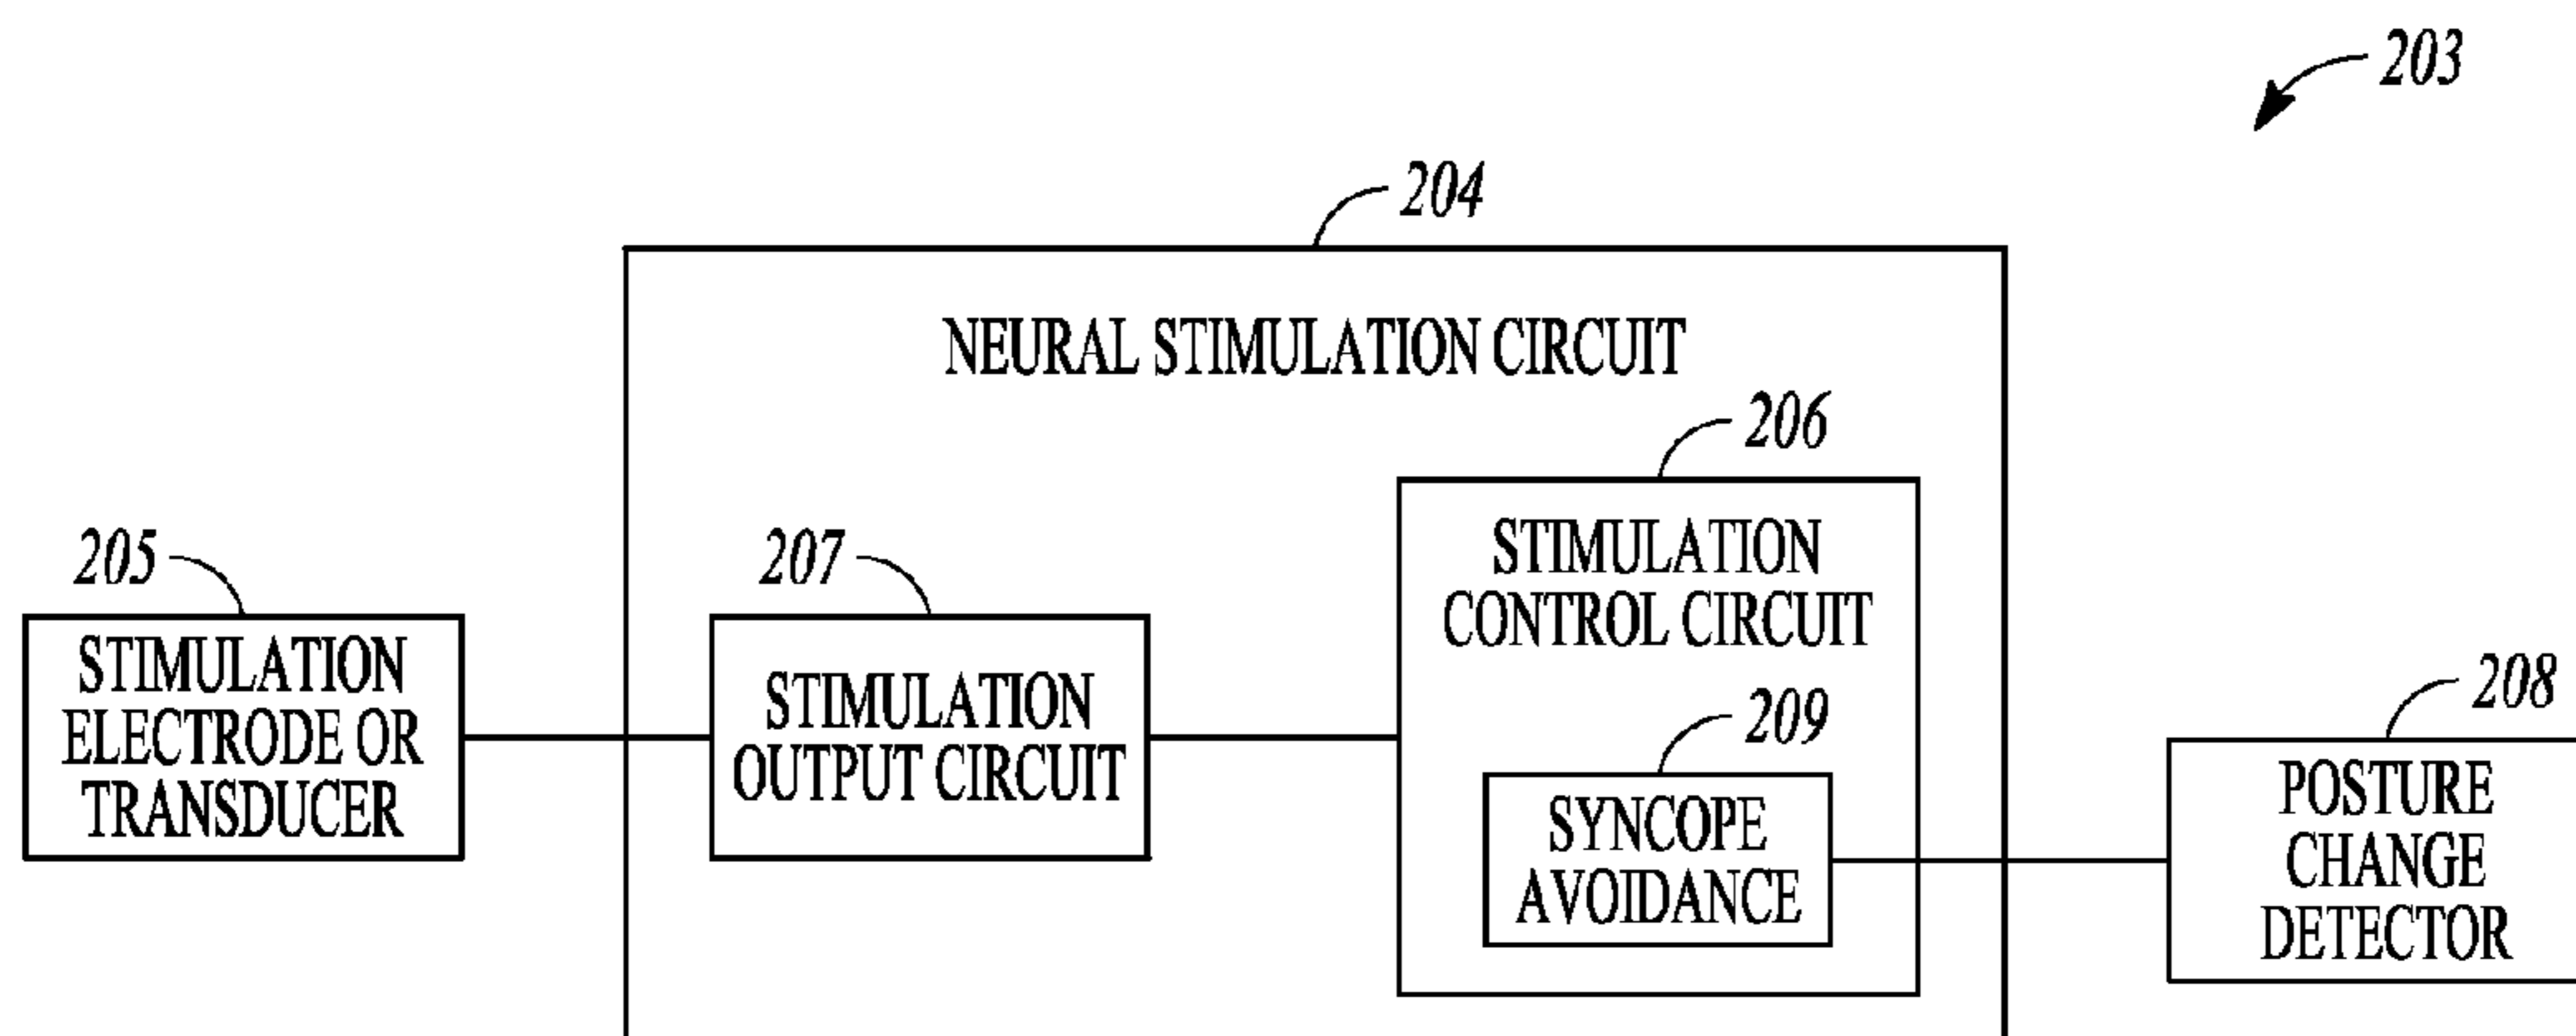 203
204
NEURAL STIMULATION CIRCUIT
206
STIMULATION
CONTROL CIRCUIT
205
207
STIMULATION
ELECTRODE OR
TRANSDUCER
STIMULATION
OUTPUT CIRCUIT
209
SYNCOPE
AVOIDANCE
208
POSTURE
CHANGE
DETECTOR